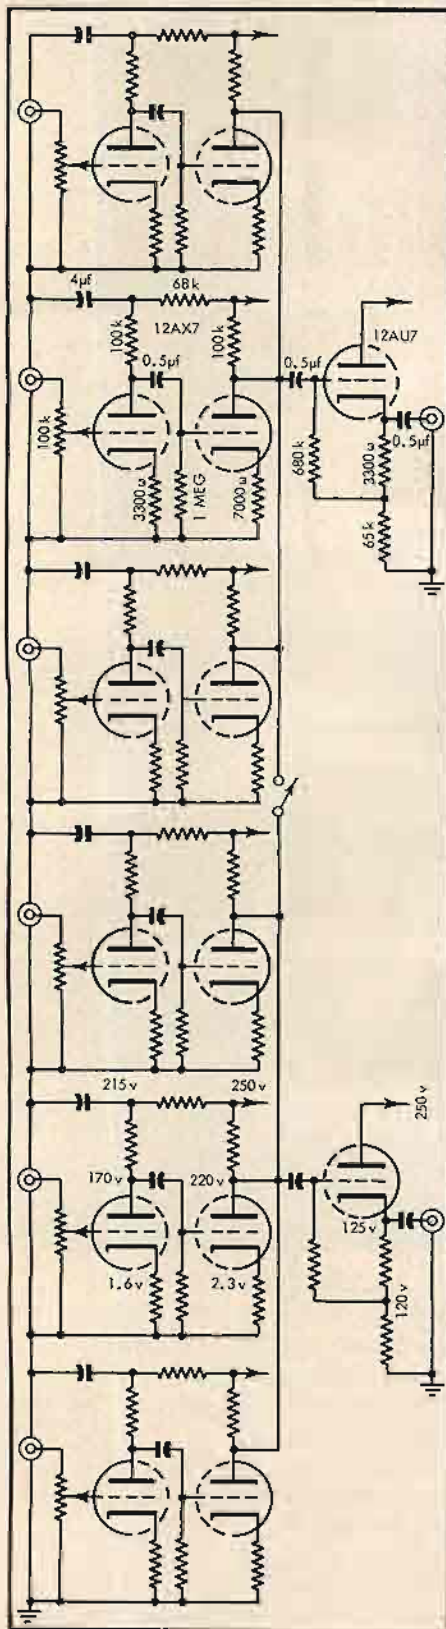 4µf
68k
100k
12AX7
100k
0.5µf
0.5µf
12AU7
100k
3300ω
1 MEG
7000ω
680k
0.5µf
3300ω
65k
215v
250v
250v
170v
220v
125v
1.6v
2.3v
120v